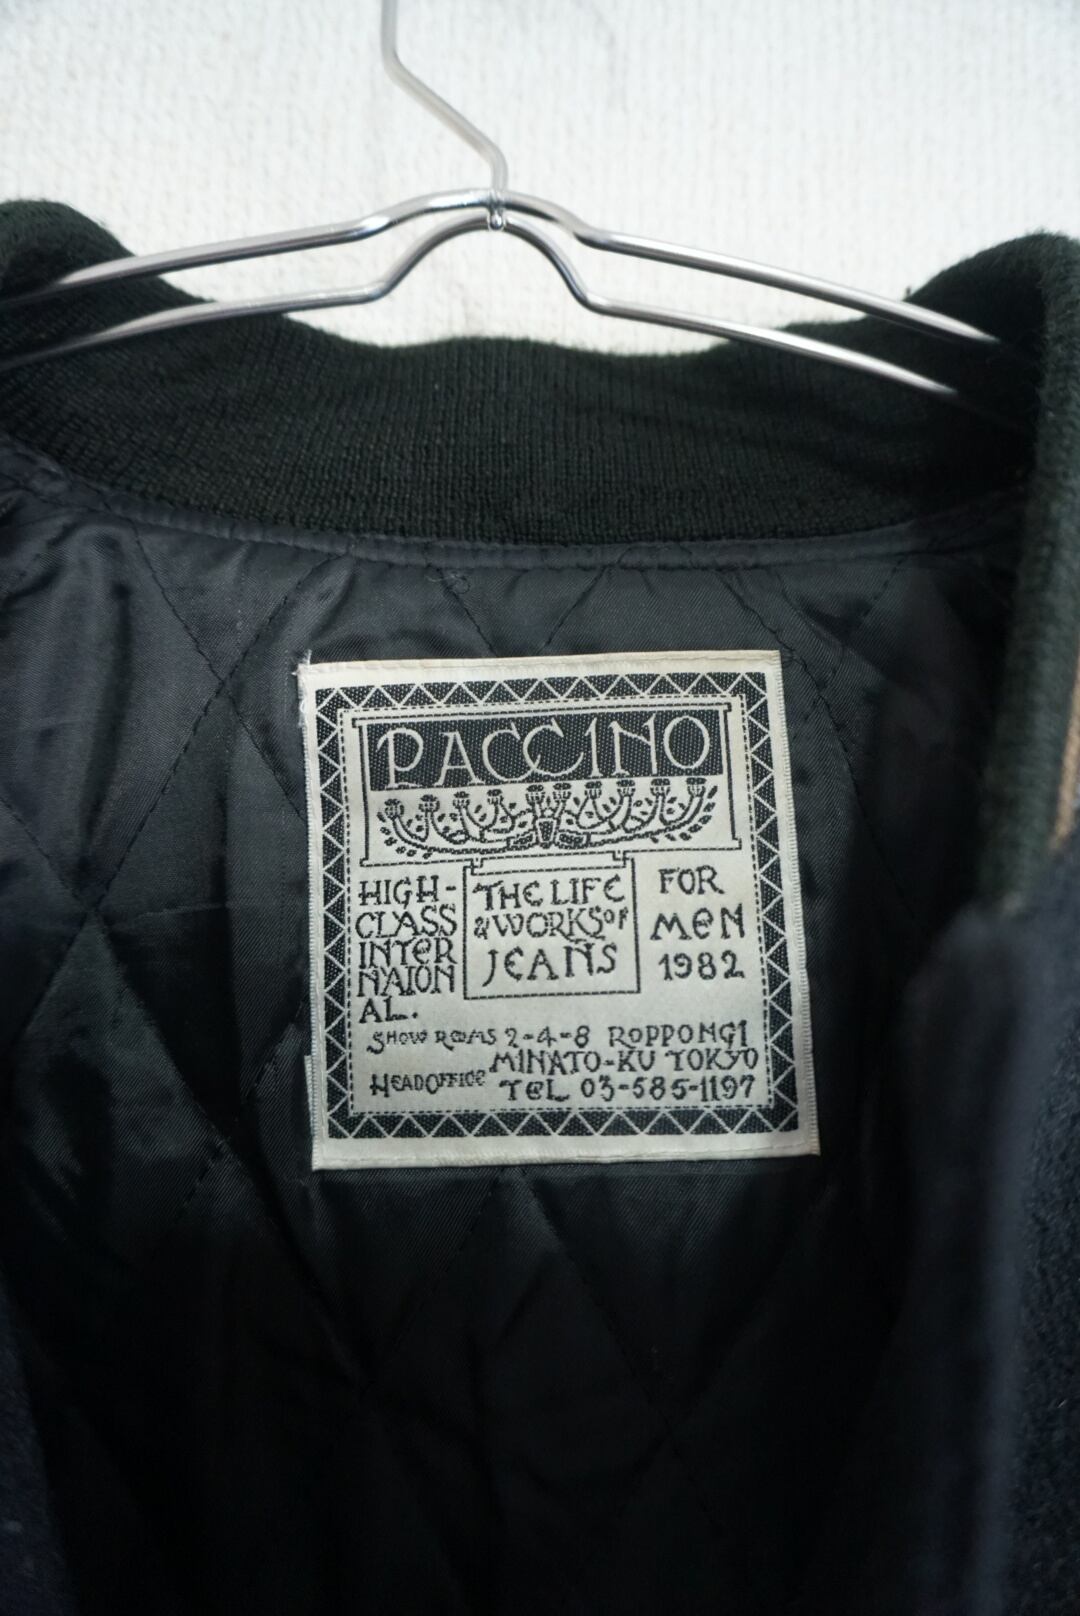 PACCINO
HIGH-
CLASS
INTER
NAION
AL.
THE LIFE
& WORKS OF
JEANS
FOR
MEN
1982
SHOW ROOMS 2-4-8 ROPPONGI
MINATO-KU TOKYO
HEAD OFFICE TEL 03-585-1197